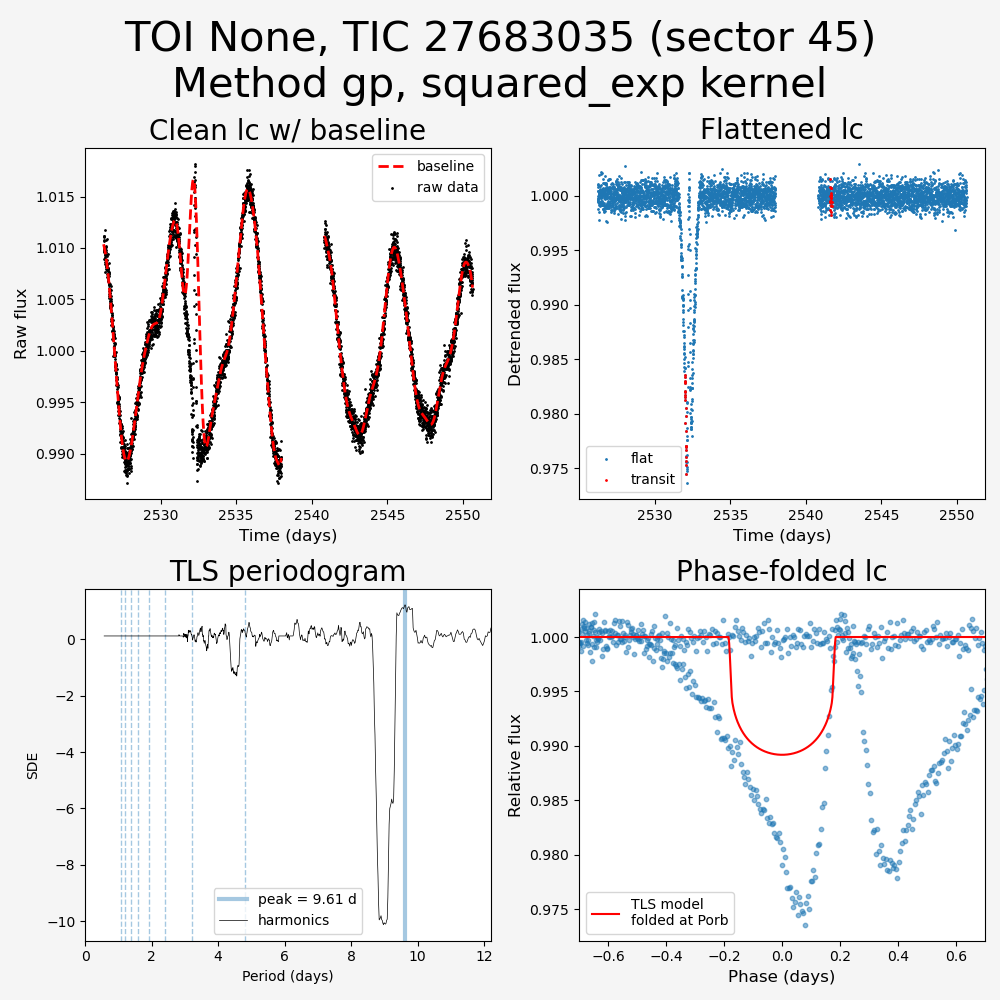 TOI None, TIC 27683035 (sector 45)
Method gp, squared_exp kernel
Clean lc w/ baseline
baseline
raw data
Raw flux
1.015
1.010
1.005
1.000
0.995
0.990
2530 2535 2540 2545 2550
Time (days)
Flattened lc
Detrended flux
1.000
0.995
0.990
0.985
0.980
0.975
flat
transit
2530 2535 2540 2545 2550
Time (days)
TLS periodogram
SDE
0
−2
−4
−6
−8
−10
peak = 9.61 d
harmonics
0 2 4 6 8 10 12
Period (days)
Phase-folded lc
Relative flux
1.000
0.995
0.990
0.985
0.980
0.975
TLS model
folded at Porb
−0.6 −0.4 −0.2 0.0 0.2 0.4 0.6
Phase (days)